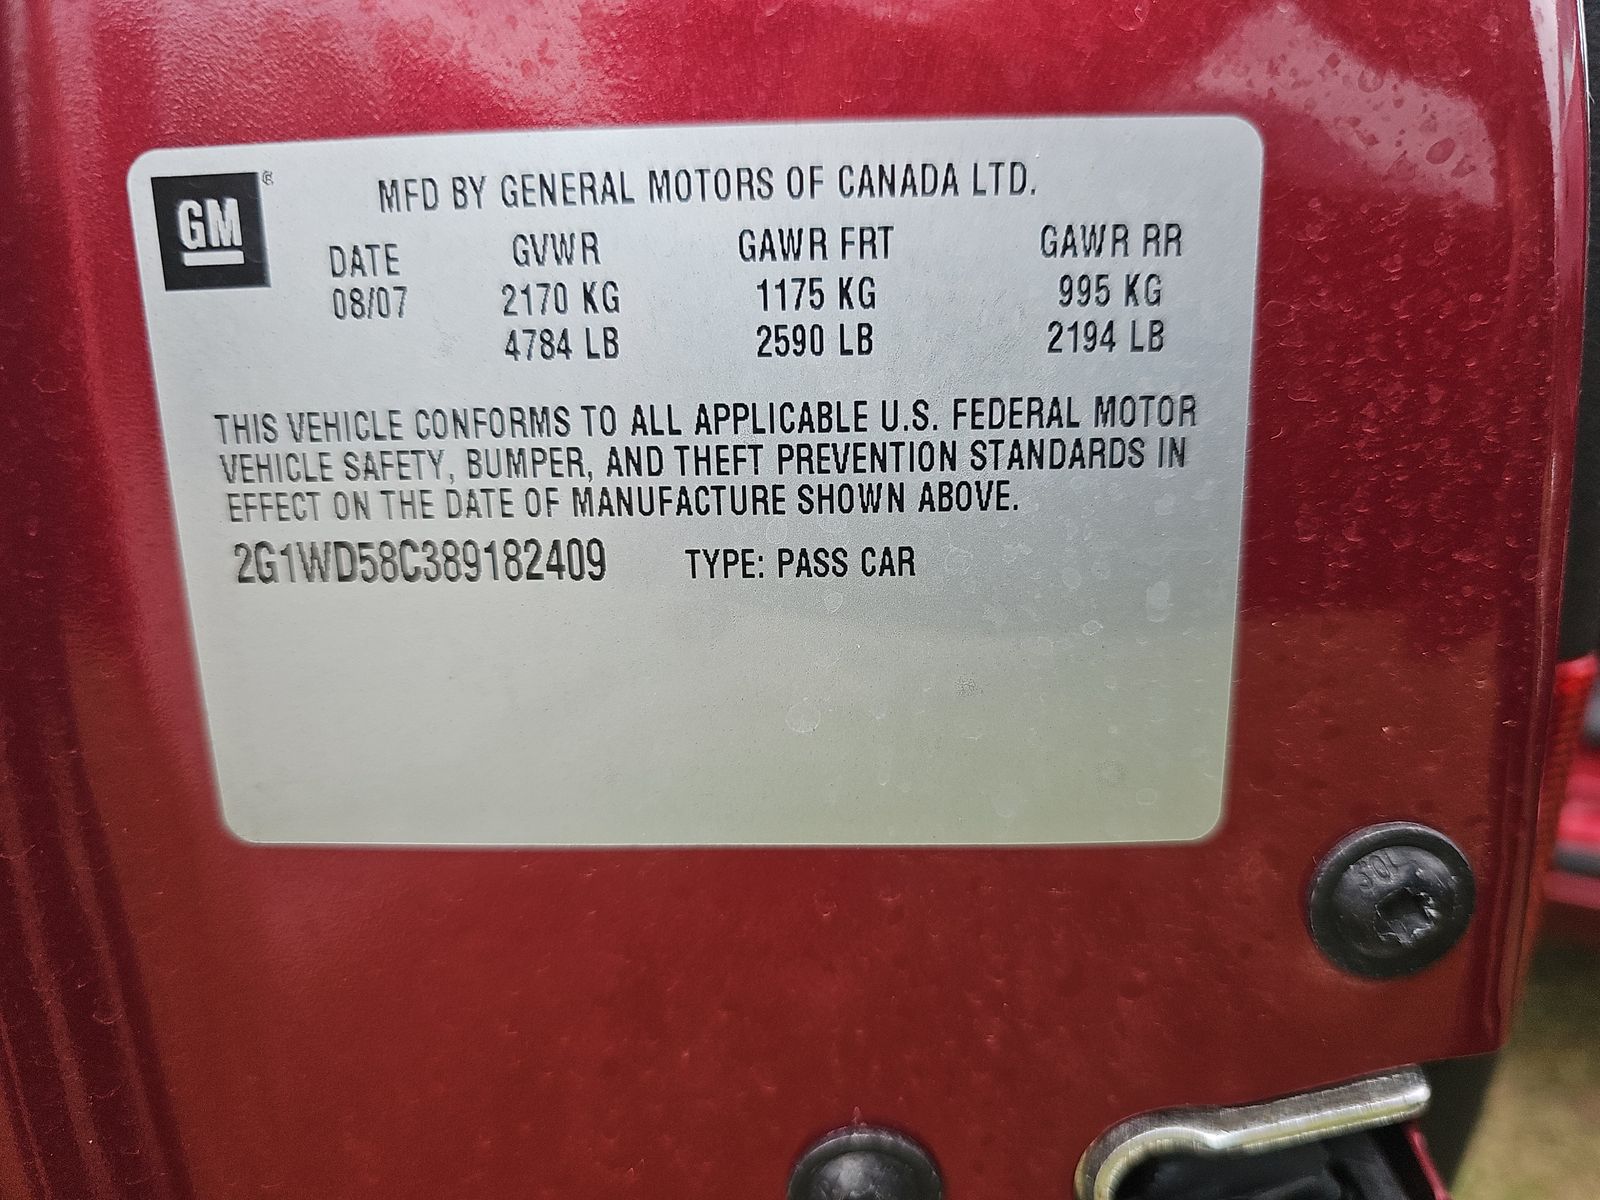 GM ®
MFD BY GENERAL MOTORS OF CANADA LTD.
DATE GVWR GAWR FRT GAWR RR
08/07 2170 KG 1175 KG 995 KG
4784 LB 2590 LB 2194 LB
THIS VEHICLE CONFORMS TO ALL APPLICABLE U.S. FEDERAL MOTOR
VEHICLE SAFETY, BUMPER, AND THEFT PREVENTION STANDARDS IN
EFFECT ON THE DATE OF MANUFACTURE SHOWN ABOVE.
2G1WD58C389182409 TYPE: PASS CAR